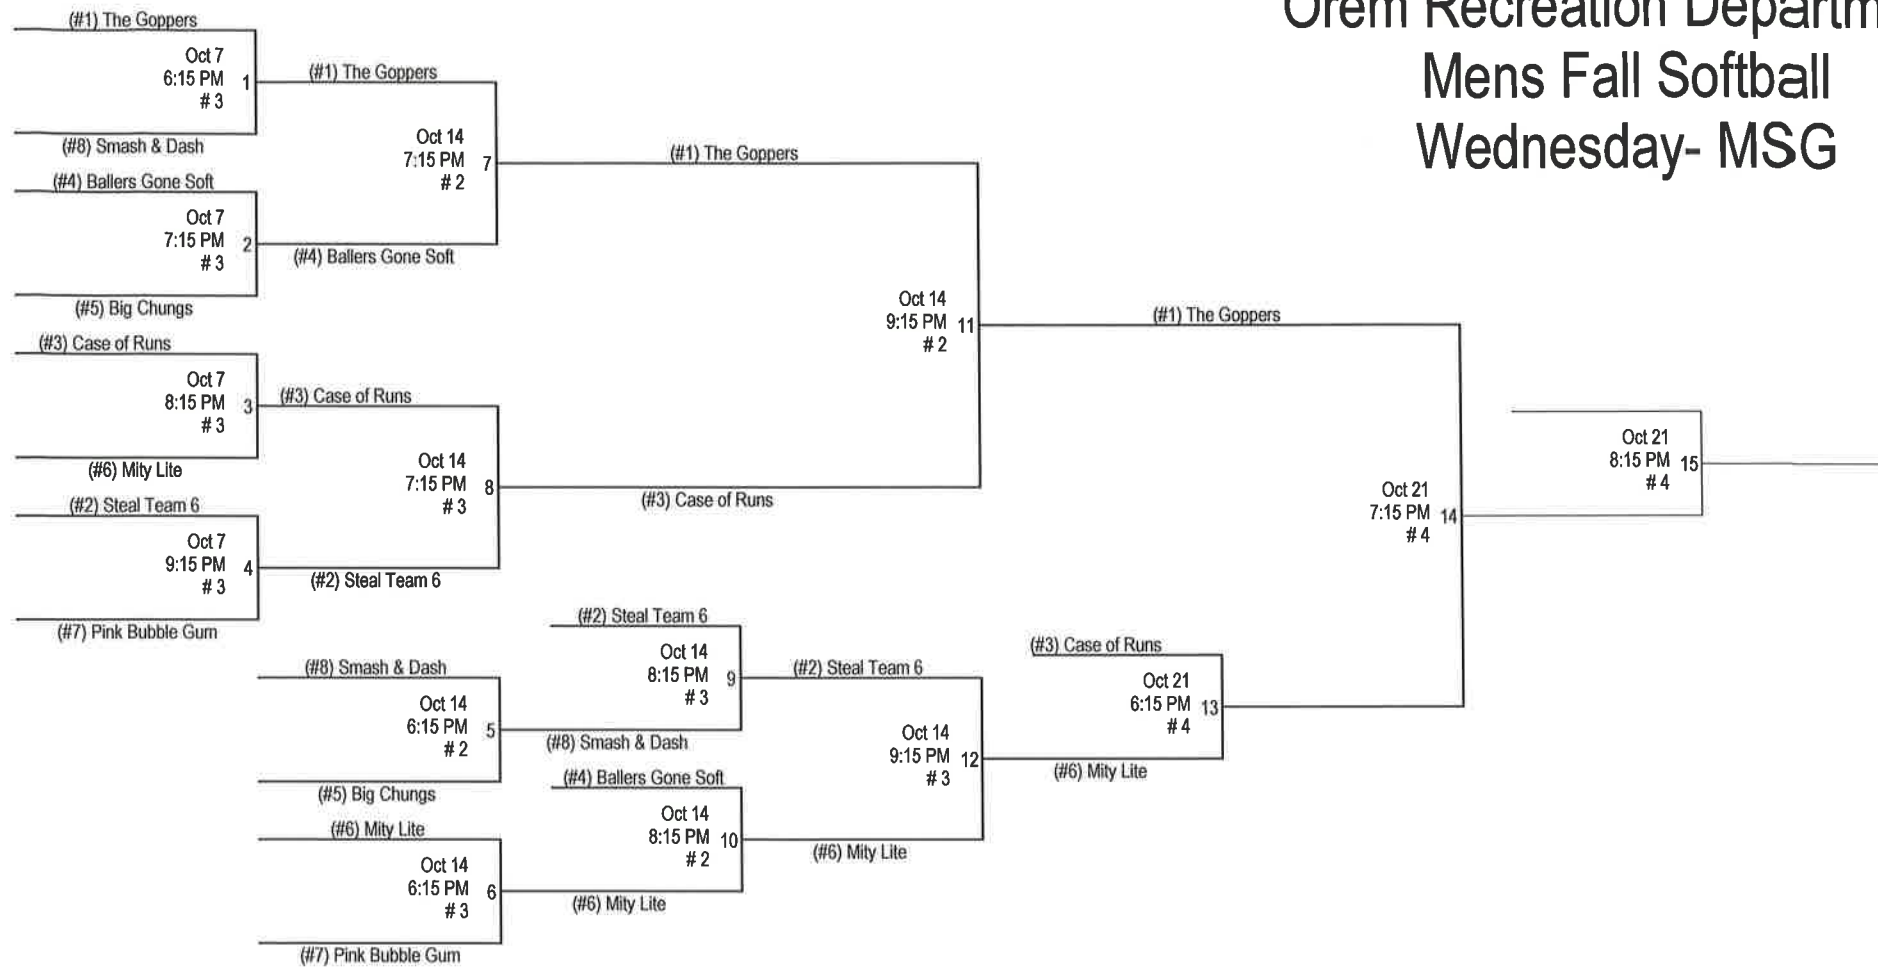 Orem Recreation Departm
Mens Fall Softball
Wednesday- MSG
(#1) The Goppers
Oct 7
6:15 PM 1
# 3
(#8) Smash & Dash
(#4) Ballers Gone Soft
Oct 7
7:15 PM 2
# 3
(#5) Big Chungs
(#3) Case of Runs
Oct 7
8:15 PM 3
# 3
(#6) Mity Lite
(#2) Steal Team 6
Oct 7
9:15 PM 4
# 3
(#7) Pink Bubble Gum
(#1) The Goppers
Oct 14
7:15 PM 7
# 2
(#4) Ballers Gone Soft
(#3) Case of Runs
Oct 14
7:15 PM 8
# 3
(#2) Steal Team 6
(#8) Smash & Dash
Oct 14
6:15 PM 5
# 2
(#5) Big Chungs
(#6) Mity Lite
Oct 14
6:15 PM 6
# 3
(#7) Pink Bubble Gum
(#2) Steal Team 6
Oct 14
8:15 PM 9
# 3
(#8) Smash & Dash
(#4) Ballers Gone Soft
Oct 14
8:15 PM 10
# 2
(#6) Mity Lite
(#1) The Goppers
Oct 14
9:15 PM 11
# 2
(#3) Case of Runs
(#2) Steal Team 6
Oct 14
9:15 PM 12
# 3
(#6) Mity Lite
(#3) Case of Runs
Oct 21
6:15 PM 13
# 4
(#6) Mity Lite
(#1) The Goppers
Oct 21
7:15 PM 14
# 4
Oct 21
8:15 PM 15
# 4